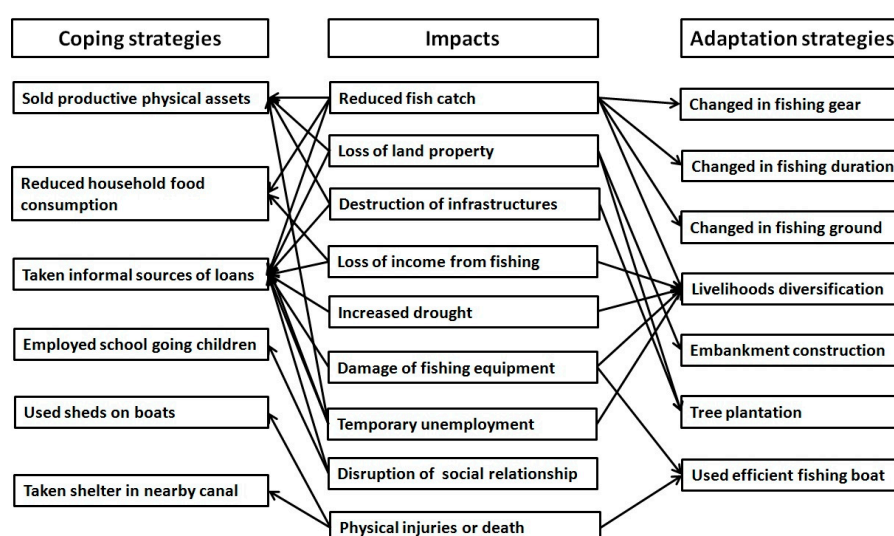 Coping strategies
Impacts
Adaptation strategies
Sold productive physical assets
Reduced household food
consumption
Taken informal sources of loans
Employed school going children
Used sheds on boats
Taken shelter in nearby canal
Reduced fish catch
Loss of land property
Destruction of infrastructures
Loss of income from fishing
Increased drought
Damage of fishing equipment
Temporary unemployment
Disruption of social relationship
Physical injuries or death
Changed in fishing gear
Changed in fishing duration
Changed in fishing ground
Livelihoods diversification
Embankment construction
Tree plantation
Used efficient fishing boat